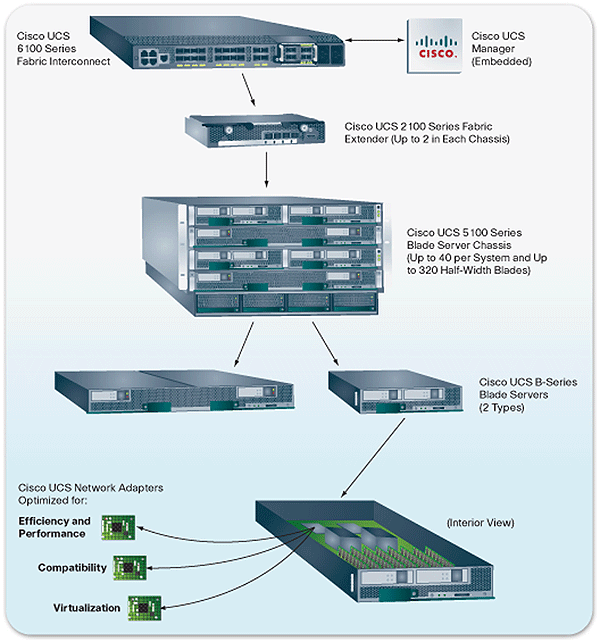 Cisco UCS
6100 Series
Fabric Interconnect
CISCO.
Cisco UCS
Manager
(Embedded)
Cisco UCS 2100 Series Fabric
Extender (Up to 2 in Each Chassis)
Cisco UCS 5100 Series
Blade Server Chassis
(Up to 40 per System and Up
to 320 Half-Width Blades)
Cisco UCS B-Series
Blade Servers
(2 Types)
Cisco UCS Network Adapters
Optimized for:
Efficiency and
Performance
Compatibility
Virtualization
(Interior View)